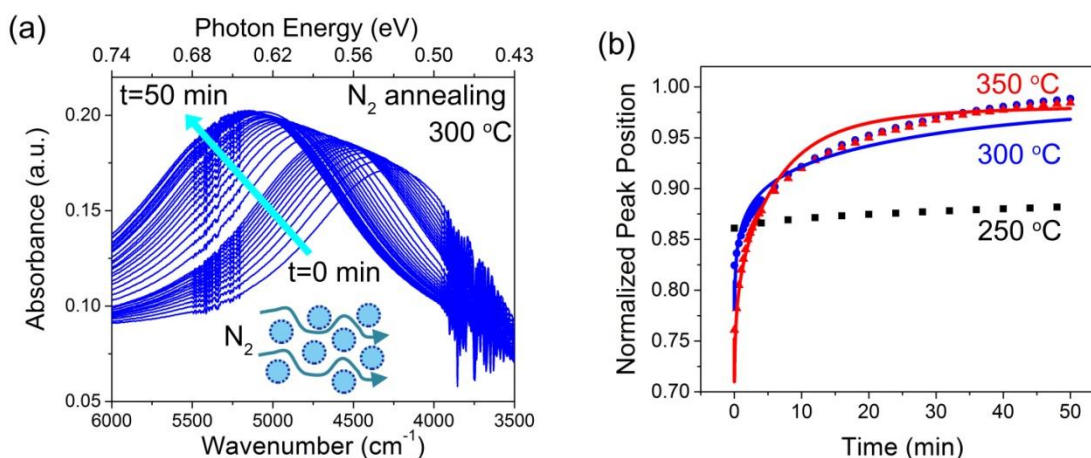 (a)
Photon Energy (eV)
0.74 0.68 0.62 0.56 0.50 0.43
t=50 min
N2 annealing
300 °C
t=0 min
N2
Absorbance (a.u.)
0.20
0.15
0.10
0.05
6000 5500 5000 4500 4000 3500
Wavenumber (cm-1)
(b)
Normalized Peak Position
1.00
0.95
0.90
0.85
0.80
0.75
0.70
350 °C
300 °C
250 °C
0 10 20 30 40 50
Time (min)